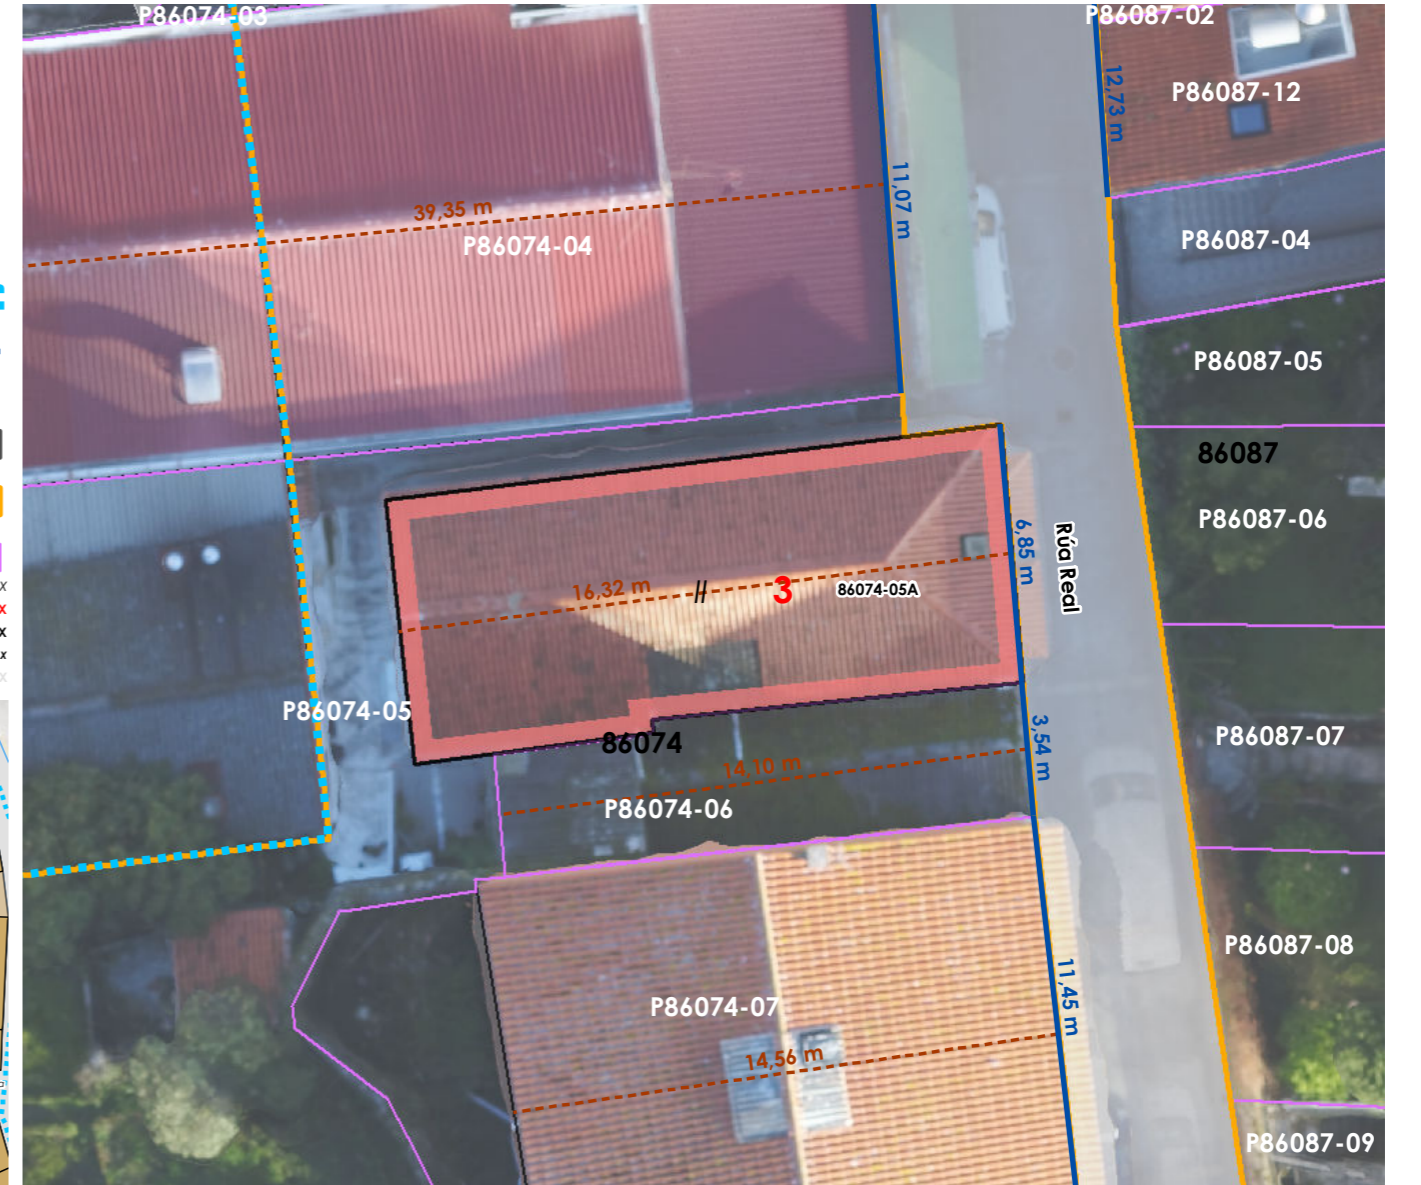 P86074-03
P86087-02
12,73 m
P86087-12
11,07 m
39,35 m
P86074-04
P86087-04
P86087-05
86087
P86087-06
6,85 m
Rúa Real
16,32 m
//
3
86074-05A
P86074-05
86074
3,54 m
P86087-07
14,10 m
P86074-06
P86087-08
11,45 m
P86074-07
14,56 m
P86087-09
x
x
x
x
x